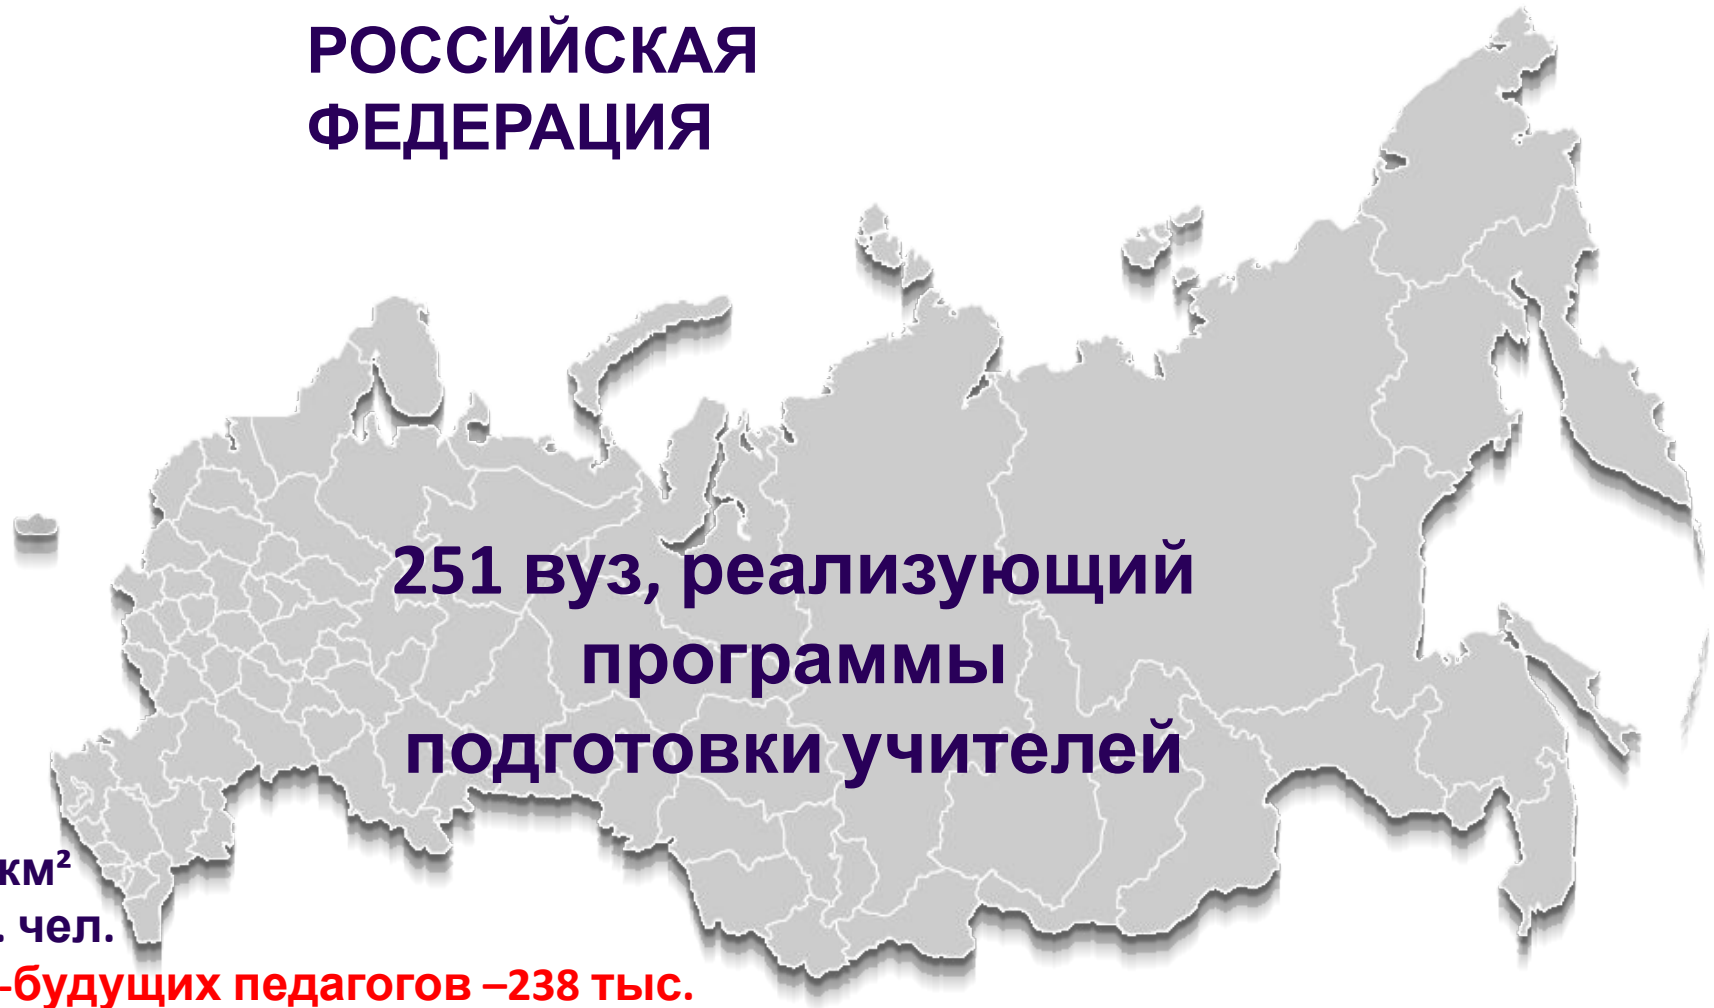 РОССИЙСКАЯ
ФЕДЕРАЦИЯ
251 вуз, реализующий
программы
подготовки учителей
км²
. чел.
-будущих педагогов –238 тыс.